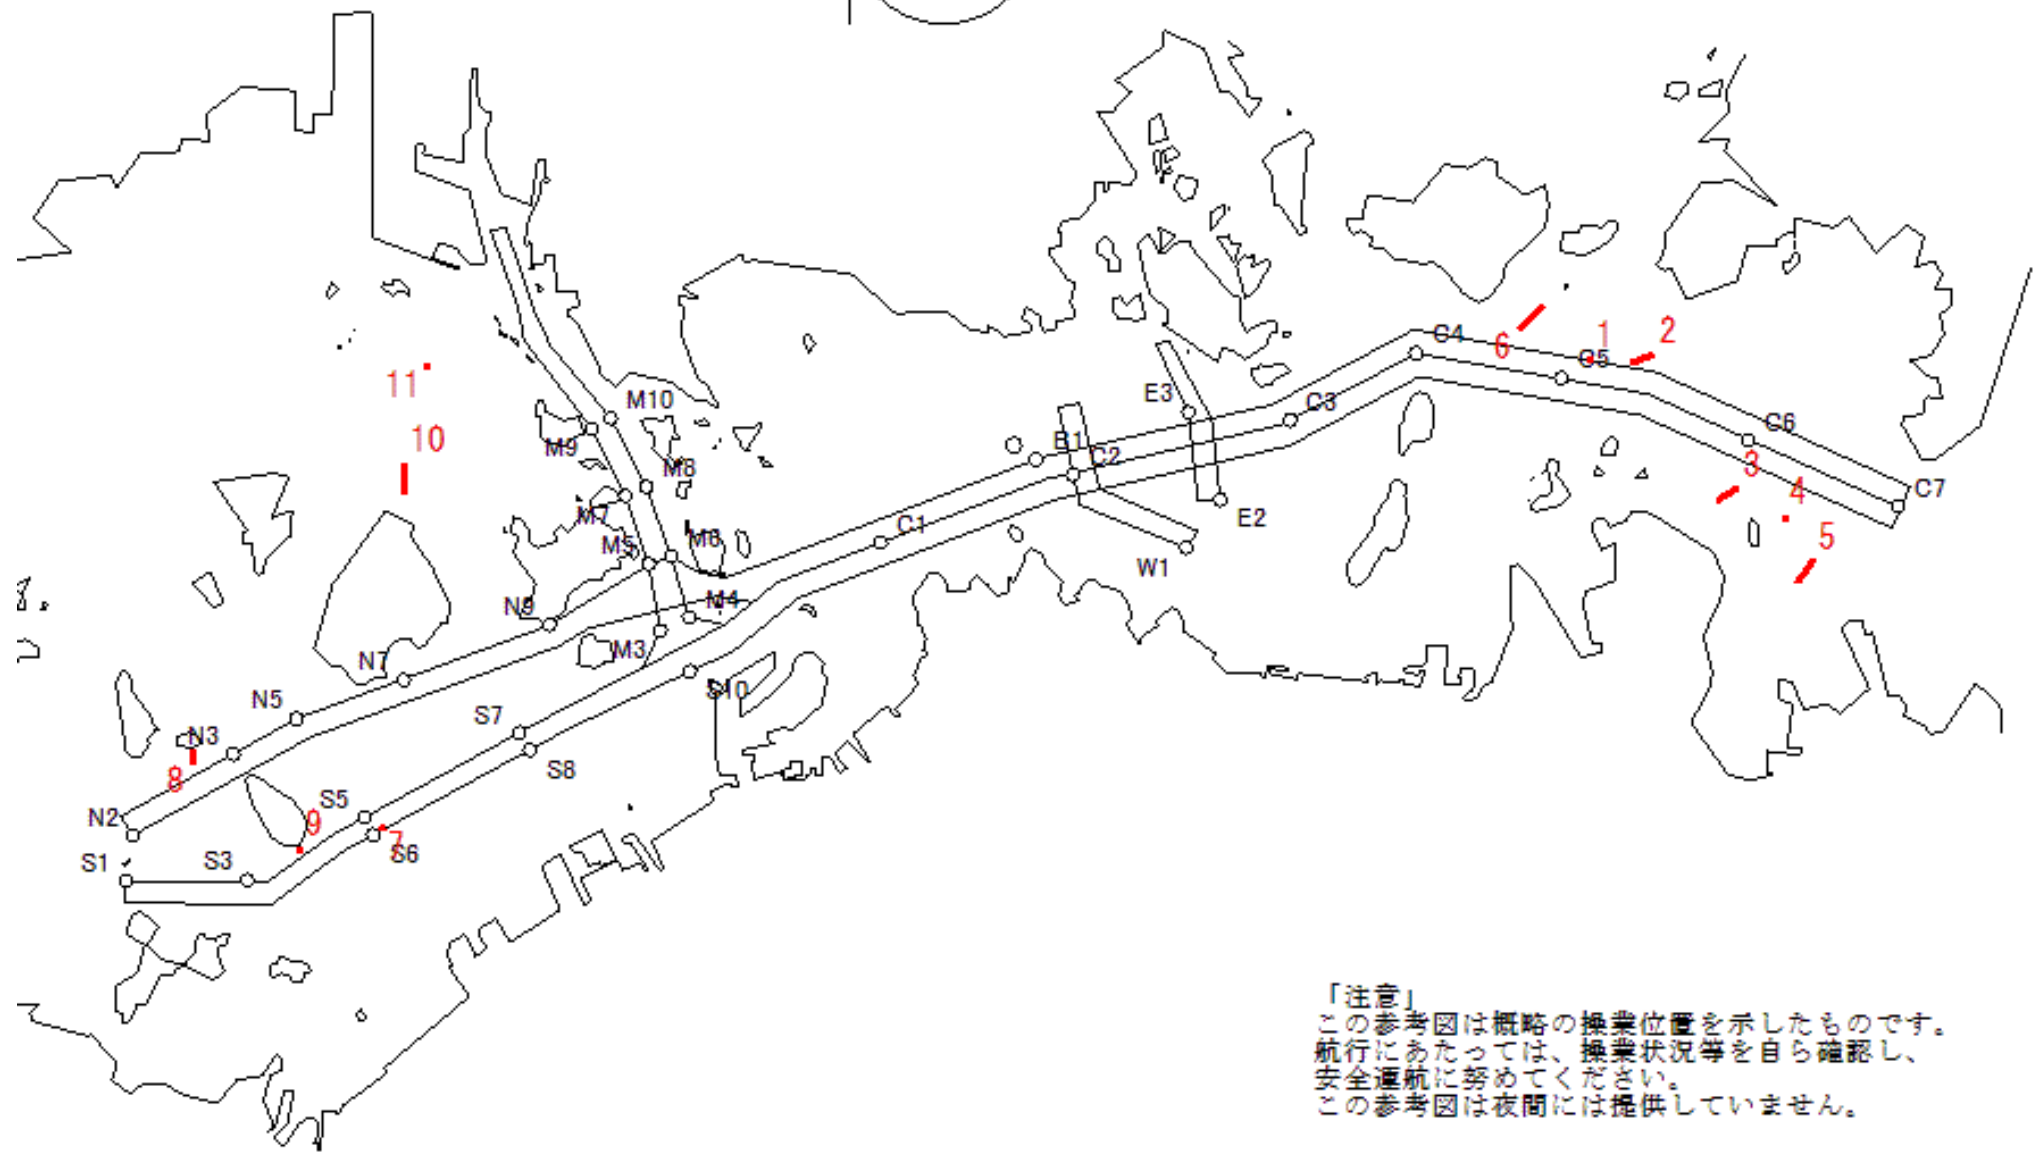 6
1
2
C4
C5
11
M10
E3
10
M9
B1
C3
C6
M8
C2
3
C7
4
M7
E2
M5
M6
C1
5
W1
N9
M4
N7
M3
N5
S10
N3
S7
8
S8
N2
S5
9
7
S6
S1
S3
「注意」
この参考図は概略の操業位置を示したものです。
航行にあたっては、操業状況等を自ら確認し、
安全運航に努めてください。
この参考図は夜間には提供していません。